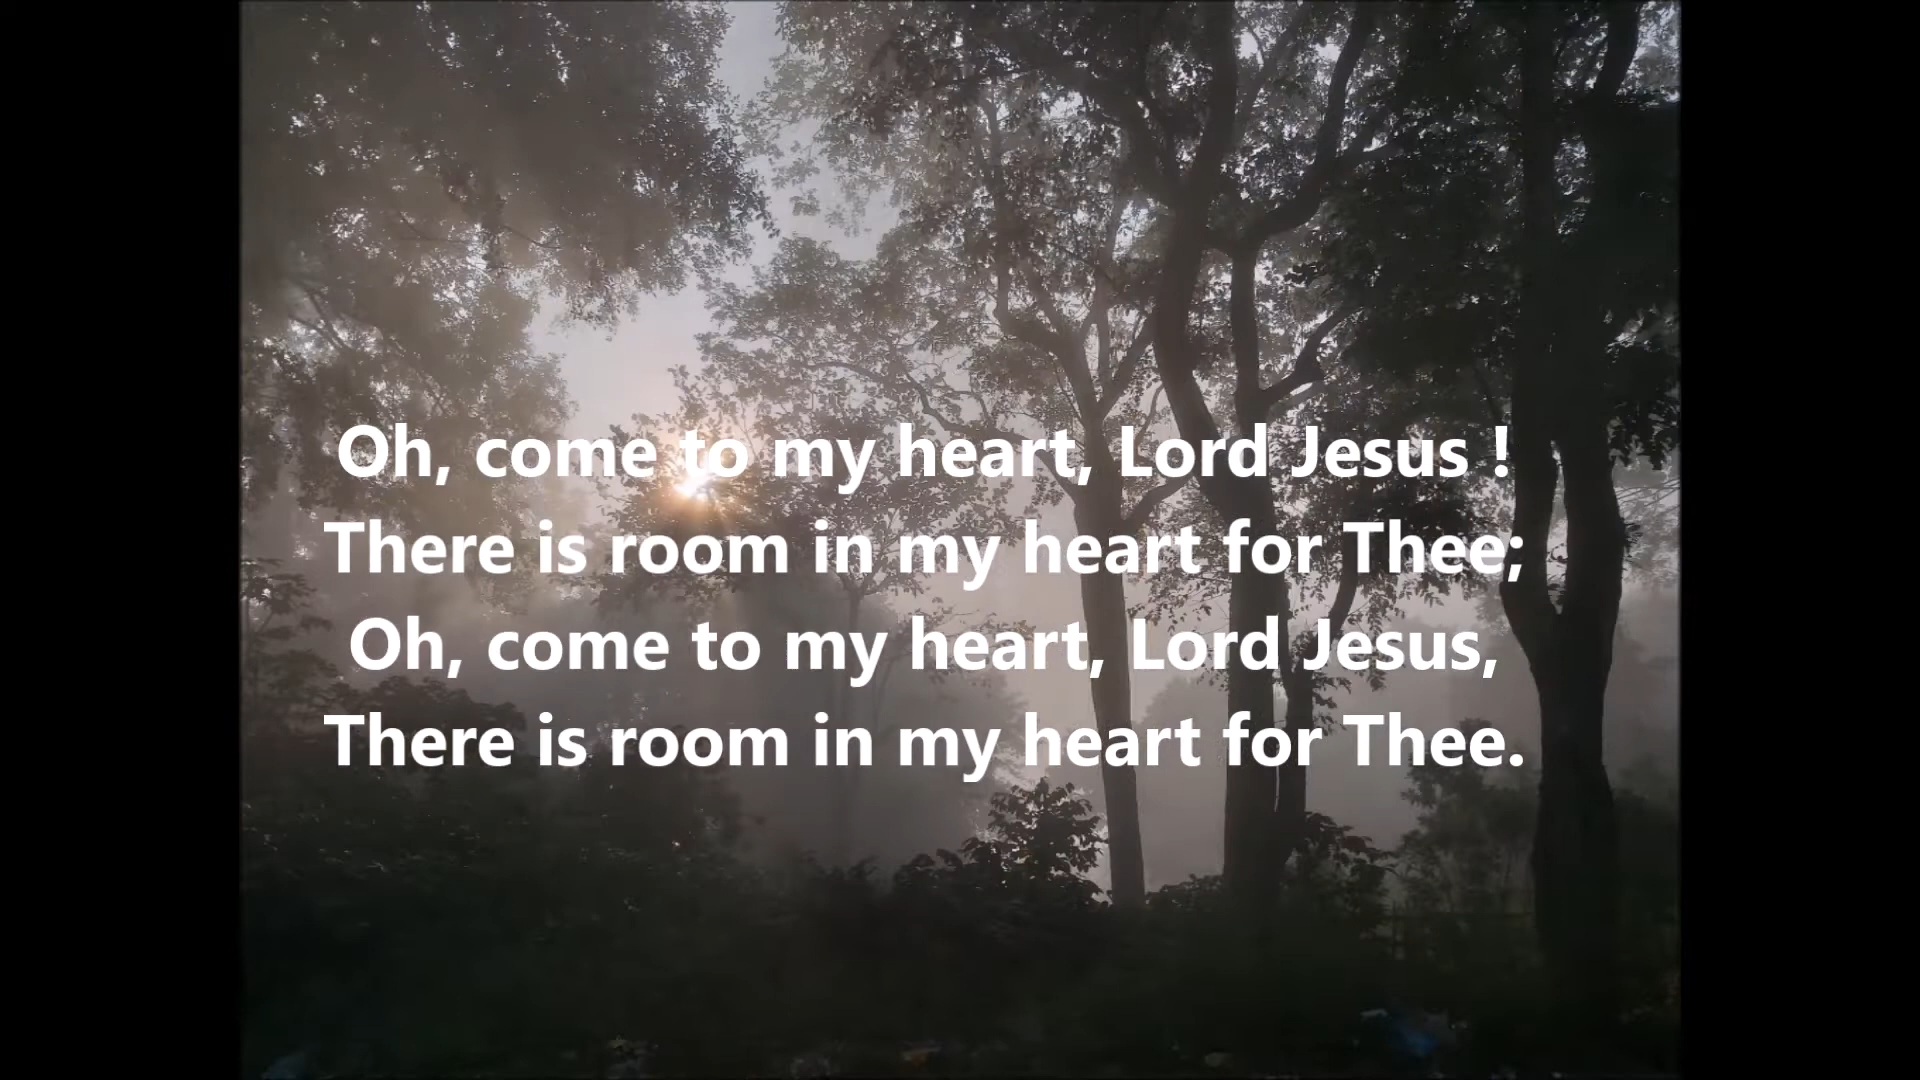 Oh, come to my heart, Lord Jesus !
There is room in my heart for Thee;
Oh, come to my heart, Lord Jesus,
There is room in my heart for Thee.